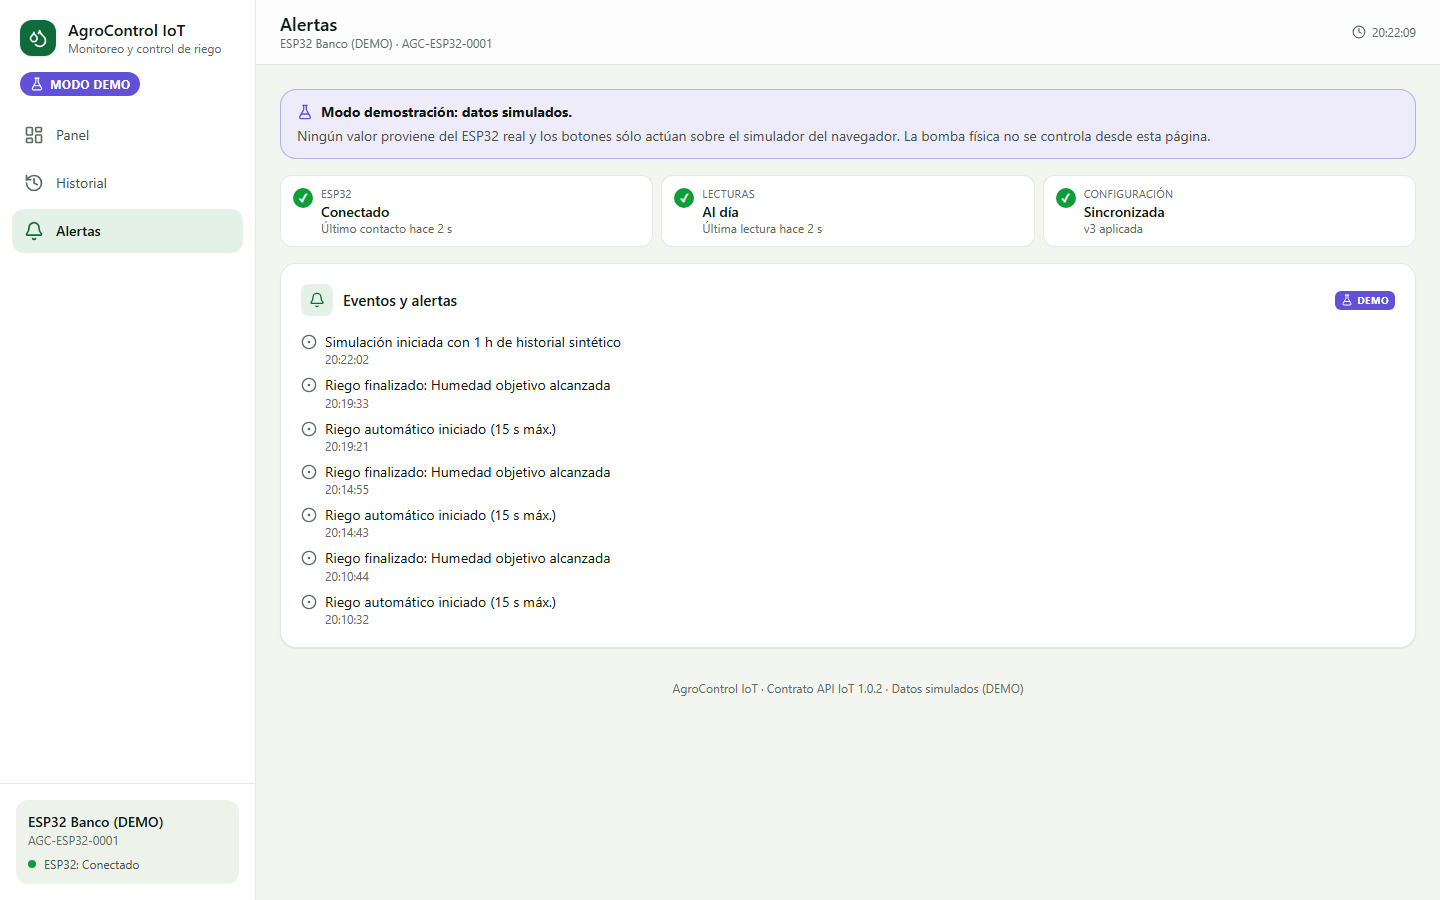 AgroControl IoT
Monitoreo y control de riego
MODO DEMO
Panel
Historial
Alertas
ESP32 Banco (DEMO)
AGC-ESP32-0001
ESP32: Conectado
Alertas
ESP32 Banco (DEMO) · AGC-ESP32-0001
20:22:09
Modo demostración: datos simulados.
Ningún valor proviene del ESP32 real y los botones sólo actúan sobre el simulador del navegador. La bomba física no se controla desde esta página.
ESP32
Conectado
Último contacto hace 2 s
LECTURAS
Al día
Última lectura hace 2 s
CONFIGURACIÓN
Sincronizada
v3 aplicada
Eventos y alertas
DEMO
Simulación iniciada con 1 h de historial sintético
20:22:02
Riego finalizado: Humedad objetivo alcanzada
20:19:33
Riego automático iniciado (15 s máx.)
20:19:21
Riego finalizado: Humedad objetivo alcanzada
20:14:55
Riego automático iniciado (15 s máx.)
20:14:43
Riego finalizado: Humedad objetivo alcanzada
20:10:44
Riego automático iniciado (15 s máx.)
20:10:32
AgroControl IoT · Contrato API IoT 1.0.2 · Datos simulados (DEMO)